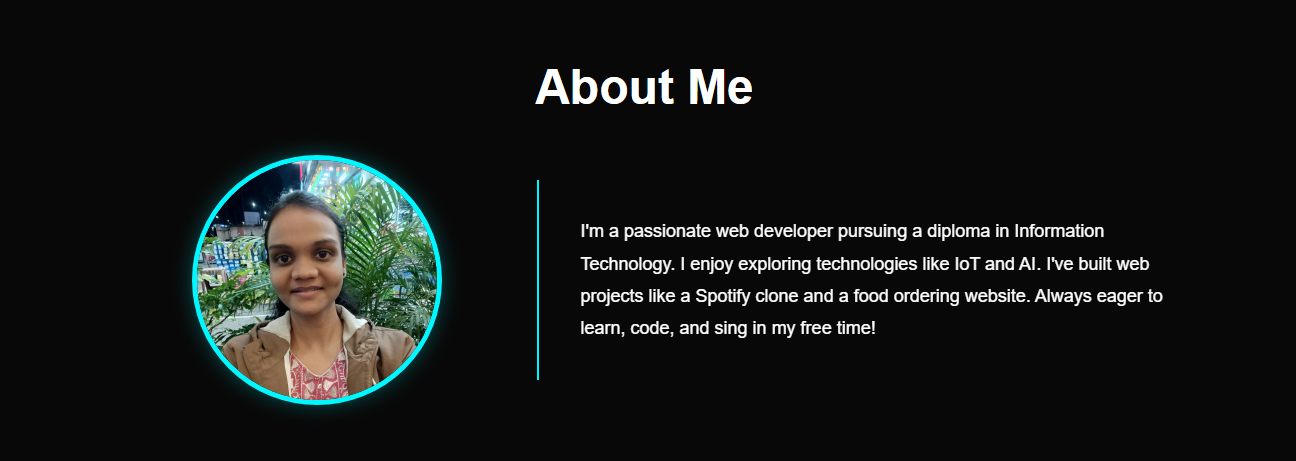 About Me
I'm a passionate web developer pursuing a diploma in Information
Technology. I enjoy exploring technologies like IoT and AI. I've built web
projects like a Spotify clone and a food ordering website. Always eager to
learn, code, and sing in my free time!